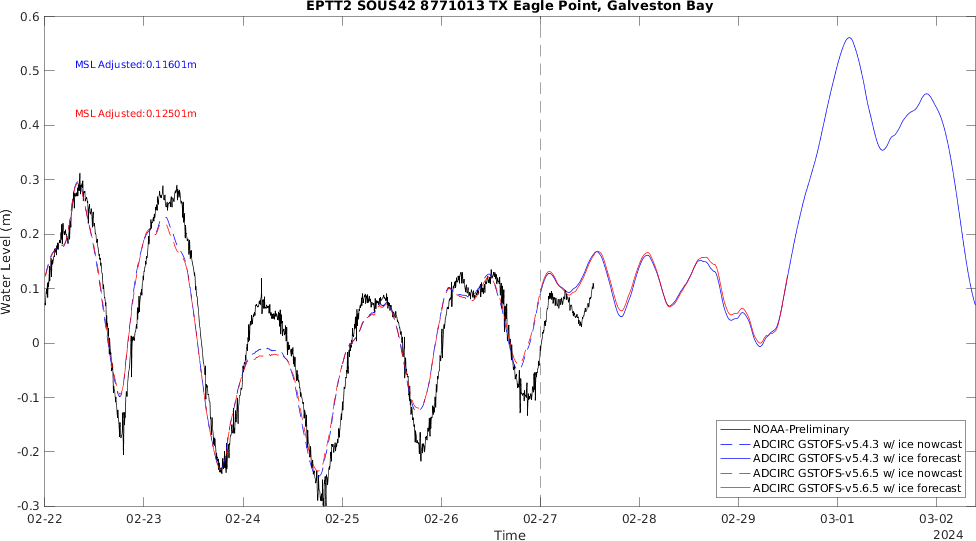 EPTT2 SOUS42 8771013 TX Eagle Point, Galveston Bay
0.6
0.5
0.4
0.3
0.2
0.1
0
-0.1
-0.2
-0.3
Water Level (m)
MSL Adjusted:0.11601m
MSL Adjusted:0.12501m
NOAA-Preliminary
ADCIRC GSTOFS-v5.4.3 w/ ice nowcast
ADCIRC GSTOFS-v5.4.3 w/ ice forecast
ADCIRC GSTOFS-v5.6.5 w/ ice nowcast
ADCIRC GSTOFS-v5.6.5 w/ ice forecast
02-22 02-23 02-24 02-25 02-26 02-27 02-28 02-29 03-01 03-02
Time
2024